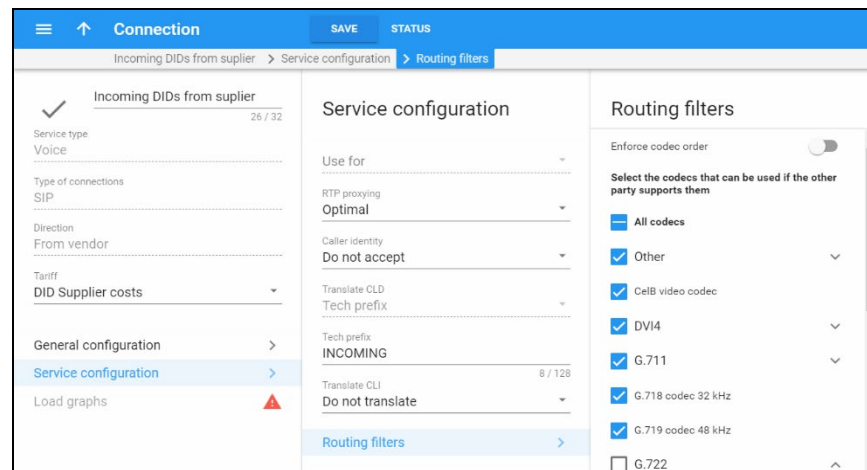 Connection
SAVE
STATUS
Incoming DIDs from suplier > Service configuration > Routing filters
Incoming DIDs from suplier
26 / 32
Service type
Voice
Type of connections
SIP
Direction
From vendor
Tariff
DID Supplier costs
General configuration
Service configuration
Load graphs
Service configuration
Use for
RTP proxying
Optimal
Caller identity
Do not accept
Translate CLD
Tech prefix
Tech prefix
INCOMING
8 / 128
Translate CLI
Do not translate
Routing filters
Routing filters
Enforce codec order
Select the codecs that can be used if the other
party supports them
All codecs
Other
CelB video codec
DVI4
G.711
G.718 codec 32 kHz
G.719 codec 48 kHz
G.722